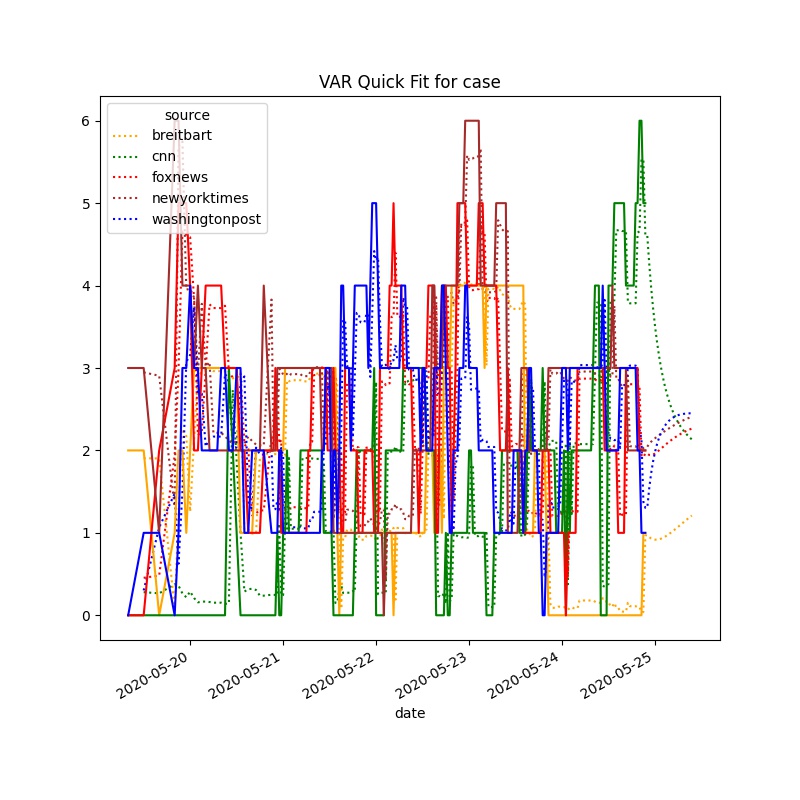 VAR Quick Fit for case
6
5
4
3
2
1
0
source
breitbart
cnn
foxnews
newyorktimes
washingtonpost
2020-05-20
2020-05-21
2020-05-22
2020-05-23
2020-05-24
2020-05-25
date